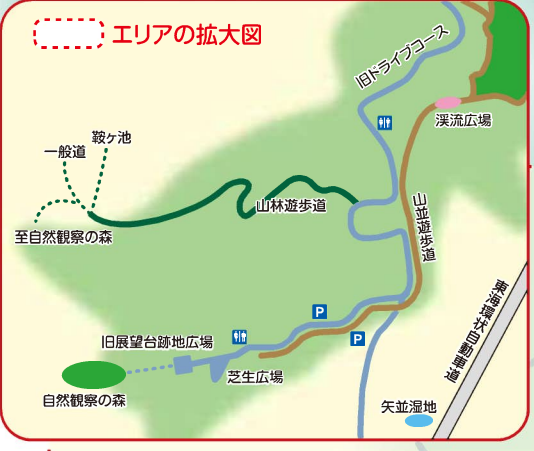 エリアの拡大図
旧ドライブコース
渓流広場
鞍ヶ池
一般道
山林遊歩道
山並遊歩道
至自然観察の森
東海環状自動車道
P
旧展望台跡地広場
P
芝生広場
自然観察の森
矢並湿地